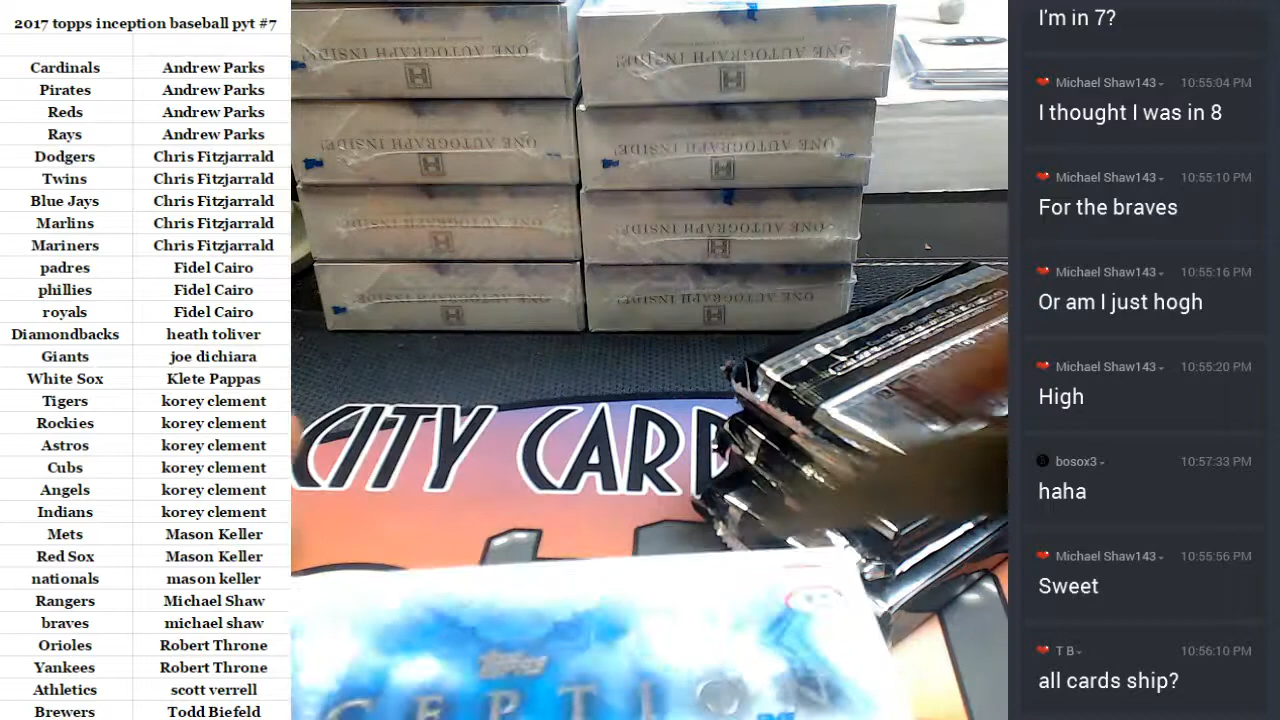 2017 topps inception baseball pyt #7
Cardinals Andrew Parks
Pirates Andrew Parks
Reds Andrew Parks
Rays Andrew Parks
Dodgers Chris Fitzjarrald
Twins Chris Fitzjarrald
Blue Jays Chris Fitzjarrald
Marlins Chris Fitzjarrald
Mariners Chris Fitzjarrald
padres Fidel Cairo
phillies Fidel Cairo
royals Fidel Cairo
Diamondbacks heath toliver
Giants joe dichiara
White Sox Klete Pappas
Tigers korey clement
Rockies korey clement
Astros korey clement
Cubs korey clement
Angels korey clement
Indians korey clement
Mets Mason Keller
Red Sox Mason Keller
nationals mason keller
Rangers Michael Shaw
braves michael shaw
Orioles Robert Throne
Yankees Robert Throne
Athletics scott verrell
Brewers Todd Biefeld
ONE AUTOGRAPH INSIDE!
H
ONE AUTOGRAPH INSIDE!
H
ONE AUTOGRAPH INSIDE!
H
ONE AUTOGRAPH INSIDE!
H
ONE AUTOGRAPH INSIDE!
H
ONE AUTOGRAPH INSIDE!
H
ONE AUTOGRAPH INSIDE!
H
ONE AUTOGRAPH INSIDE!
H
CITY CARD
Topps
CEPTION
I'm in 7?
Michael Shaw143 10:55:04 PM
I thought I was in 8
Michael Shaw143 10:55:10 PM
For the braves
Michael Shaw143 10:55:16 PM
Or am I just hogh
Michael Shaw143 10:55:20 PM
High
bosox3 10:57:33 PM
haha
Michael Shaw143 10:55:56 PM
Sweet
T B 10:56:10 PM
all cards ship?